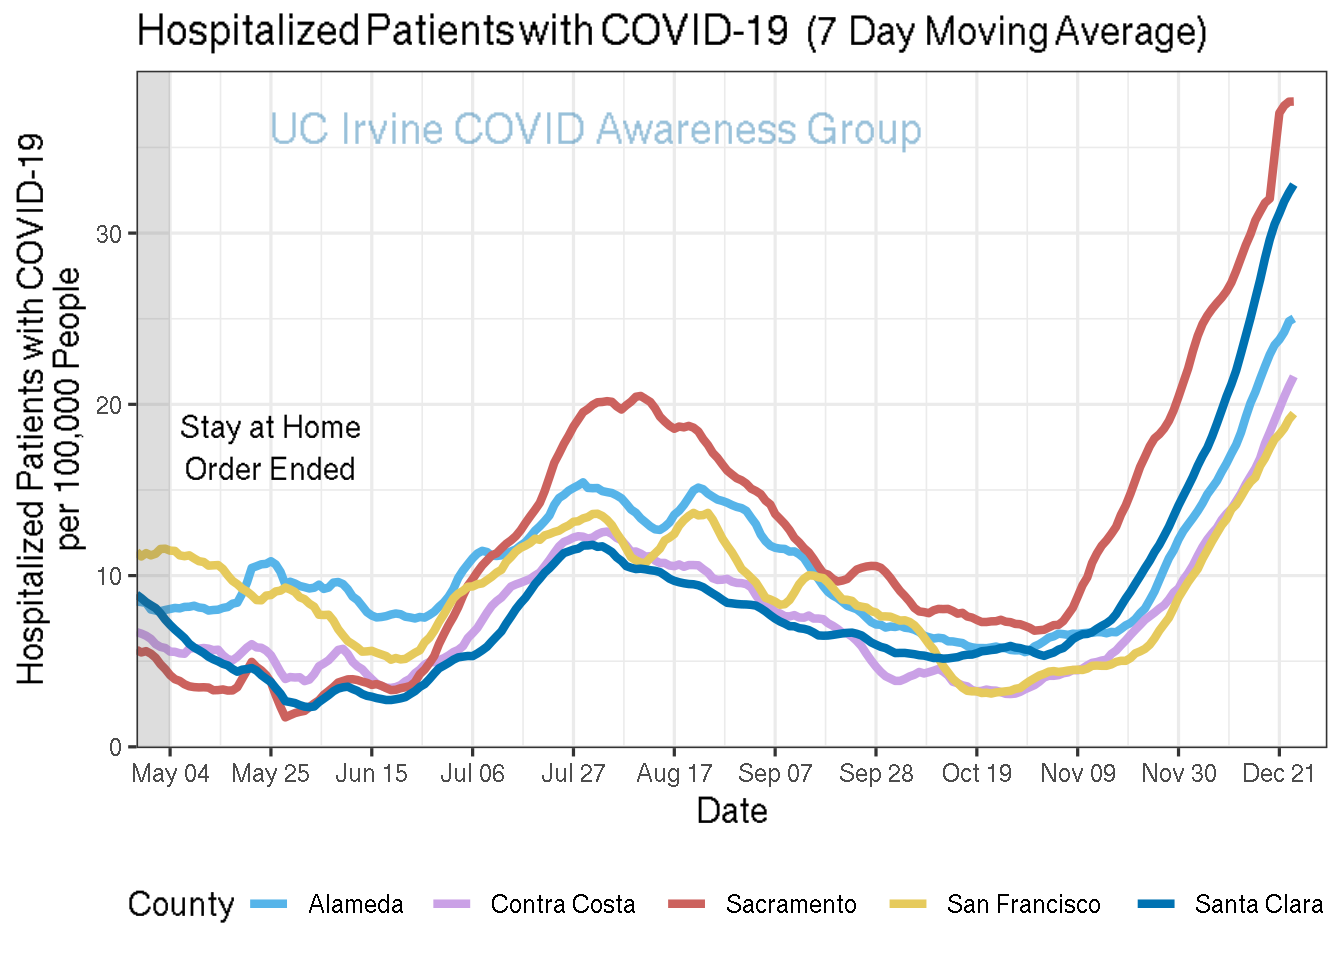 Hospitalized Patients with COVID-19 (7 Day Moving Average)
UC Irvine COVID Awareness Group
Hospitalized Patients with COVID-19
per 100,000 People
30
20
10
0
Stay at Home
Order Ended
May 04 May 25 Jun 15 Jul 06 Jul 27 Aug 17 Sep 07 Sep 28 Oct 19 Nov 09 Nov 30 Dec 21
Date
County Alameda Contra Costa Sacramento San Francisco Santa Clara